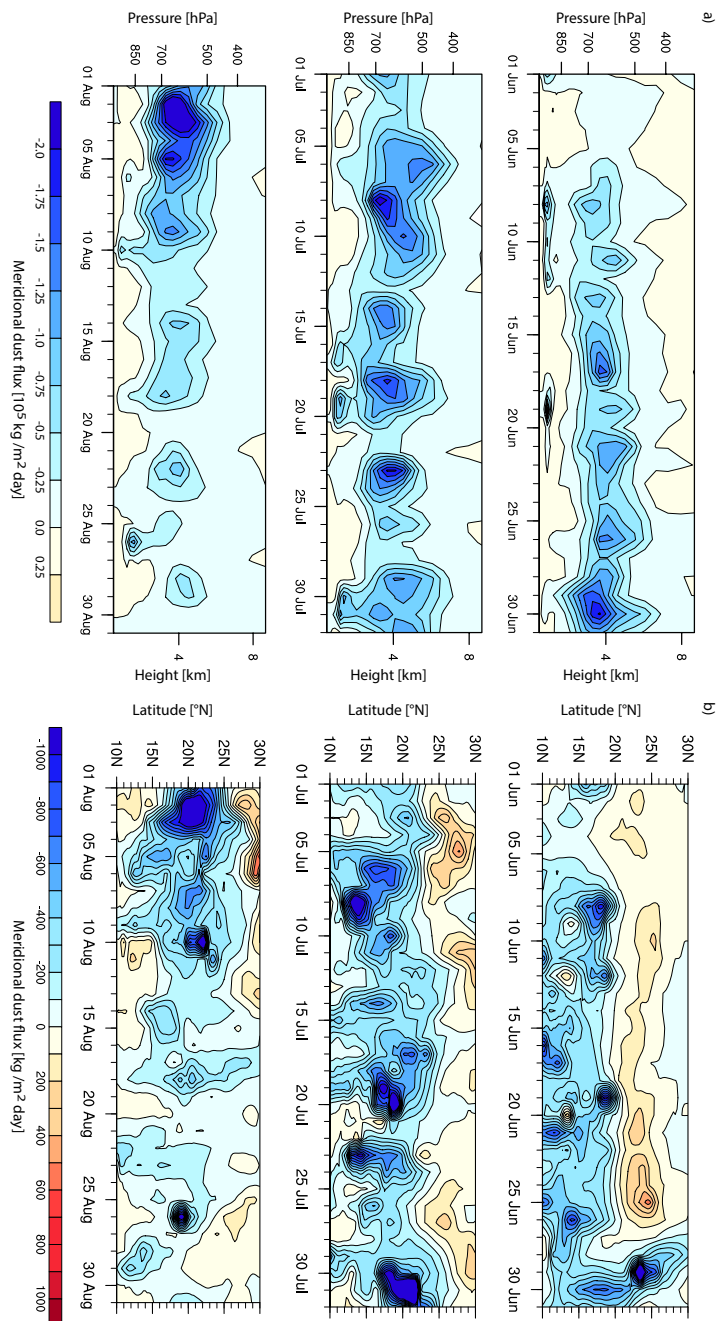 a)
Pressure [hPa]
400
500
700
850
8
4
Height [km]
01 Jun
05 Jun
10 Jun
15 Jun
20 Jun
25 Jun
30 Jun
Pressure [hPa]
400
500
700
850
8
4
Height [km]
01 Jul
05 Jul
10 Jul
15 Jul
20 Jul
25 Jul
30 Jul
Pressure [hPa]
400
500
700
850
8
4
Height [km]
01 Aug
05 Aug
10 Aug
15 Aug
20 Aug
25 Aug
30 Aug
-2.0 -1.75 -1.5 -1.25 -1.0 -0.75 -0.5 -0.25 0.0 0.25
Meridional dust flux [10⁵ kg /m² day]
b)
Latitude [°N]
30N
25N
20N
15N
10N
01 Jun
05 Jun
10 Jun
15 Jun
20 Jun
25 Jun
30 Jun
Latitude [°N]
30N
25N
20N
15N
10N
01 Jul
05 Jul
10 Jul
15 Jul
20 Jul
25 Jul
30 Jul
Latitude [°N]
30N
25N
20N
15N
10N
01 Aug
05 Aug
10 Aug
15 Aug
20 Aug
25 Aug
30 Aug
-1000 -800 -600 -400 -200 0 200 400 600 800 1000
Meridional dust flux [kg /m² day]